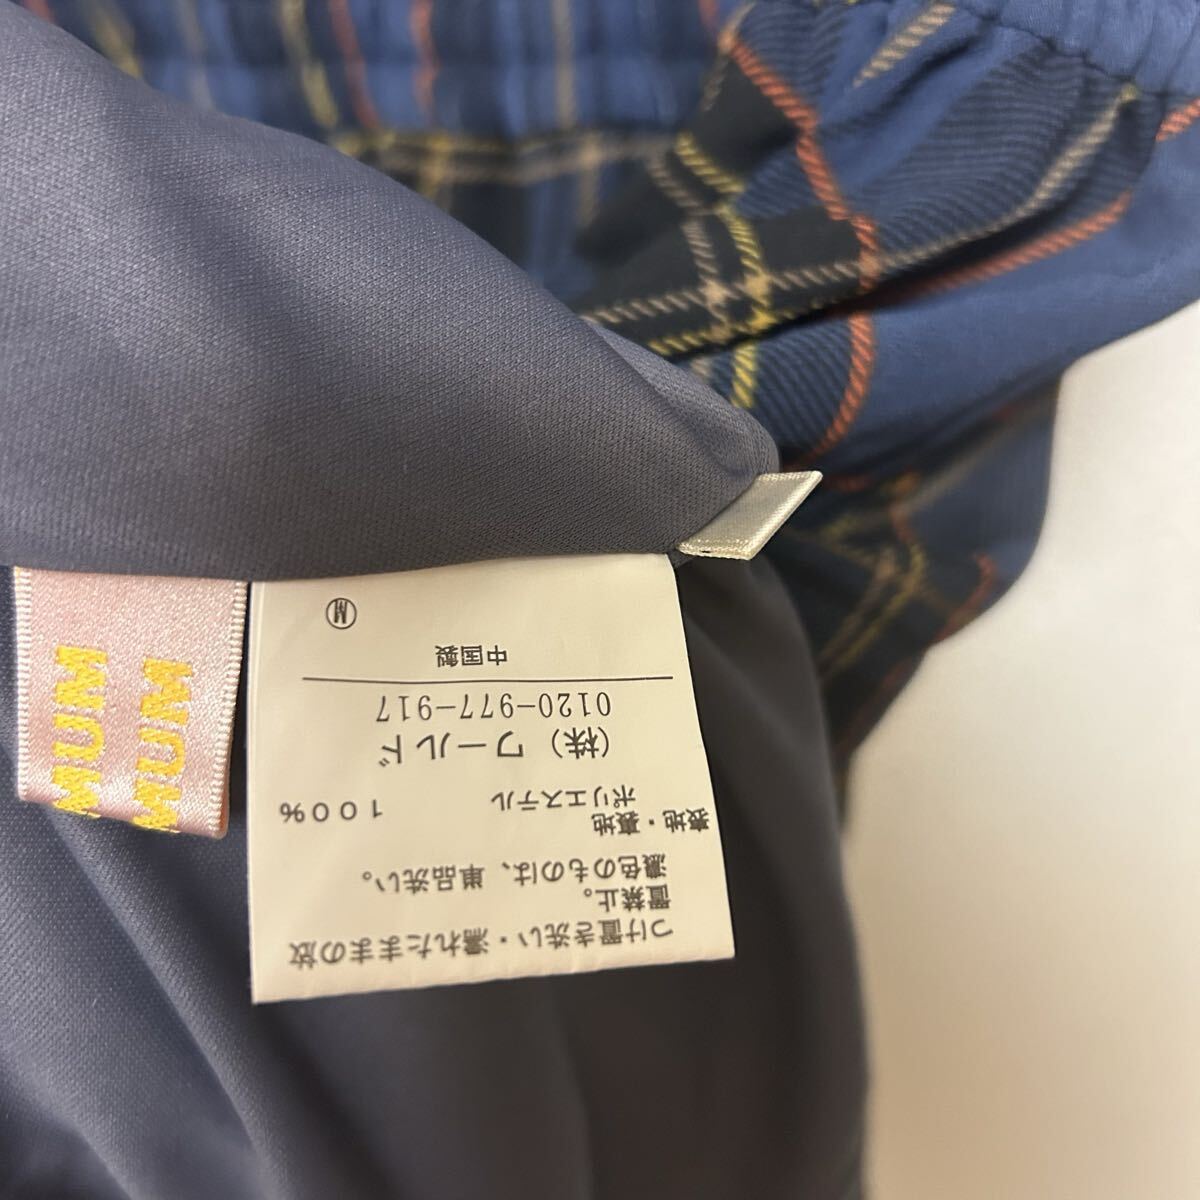 つけ置き洗い・濡れたままの放
置禁止。
濃色のものは、単品洗い。
表地・裏地
ポリエステル 100%
(株) ワールド
0120-977-917
中国製
Ⓜ
MUM
MUM